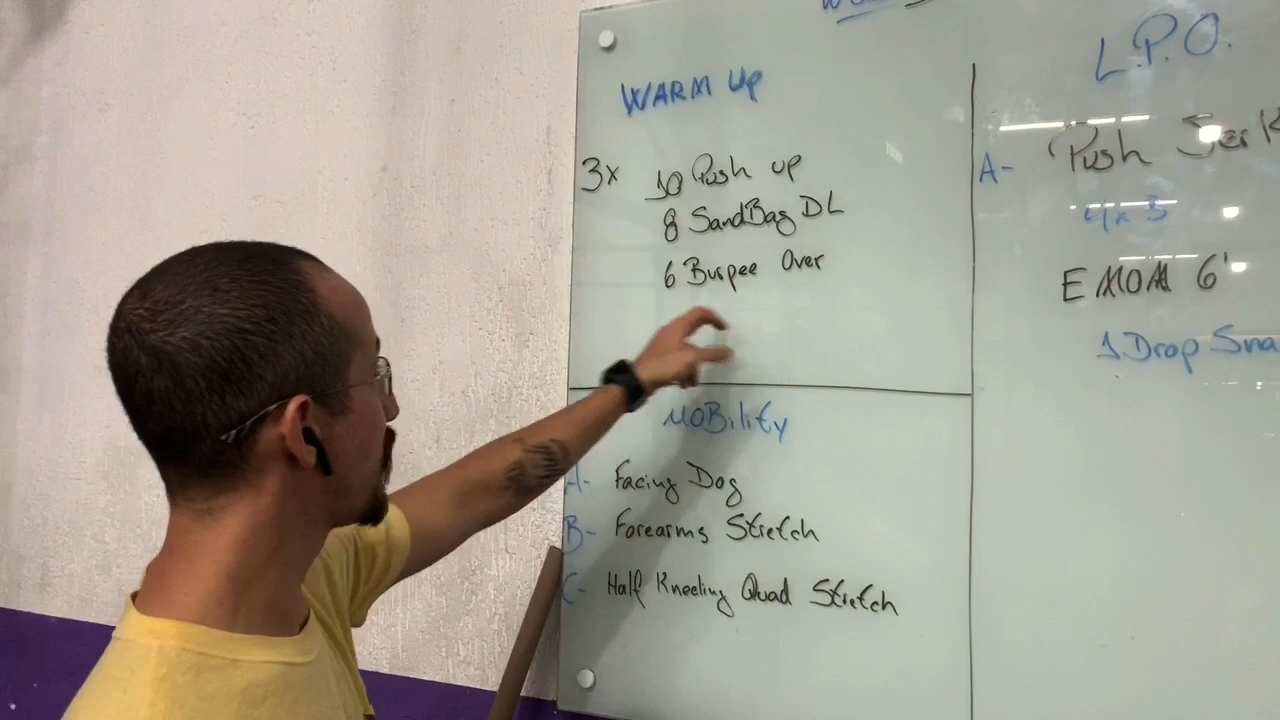 WARM UP
3x 10 Push up
8 SandBag DL
6 Burpee Over
MOBility
A- Facing Dog
B- Forearms Stretch
C- Half Kneeling Quad Stretch
L.P.O.
A- Push Jerk
4x3
EMOM 6'
1 Drop Sna